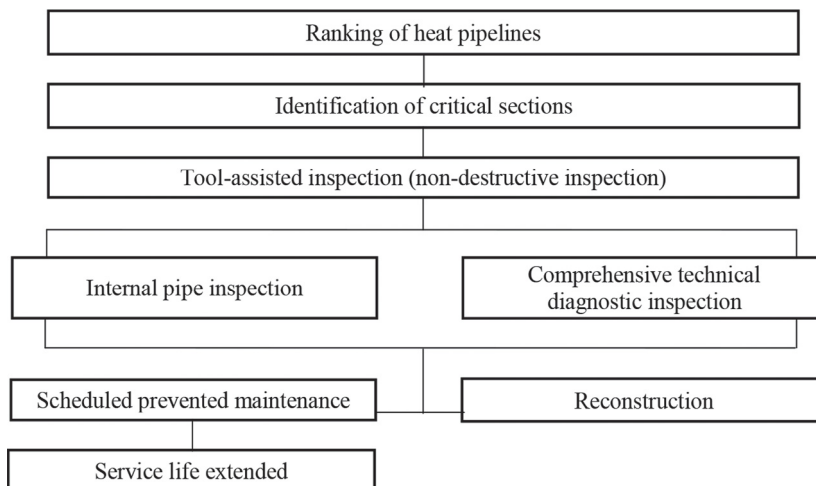 Ranking of heat pipelines
Identification of critical sections
Tool-assisted inspection (non-destructive inspection)
Internal pipe inspection
Comprehensive technical
diagnostic inspection
Scheduled prevented maintenance
Reconstruction
Service life extended